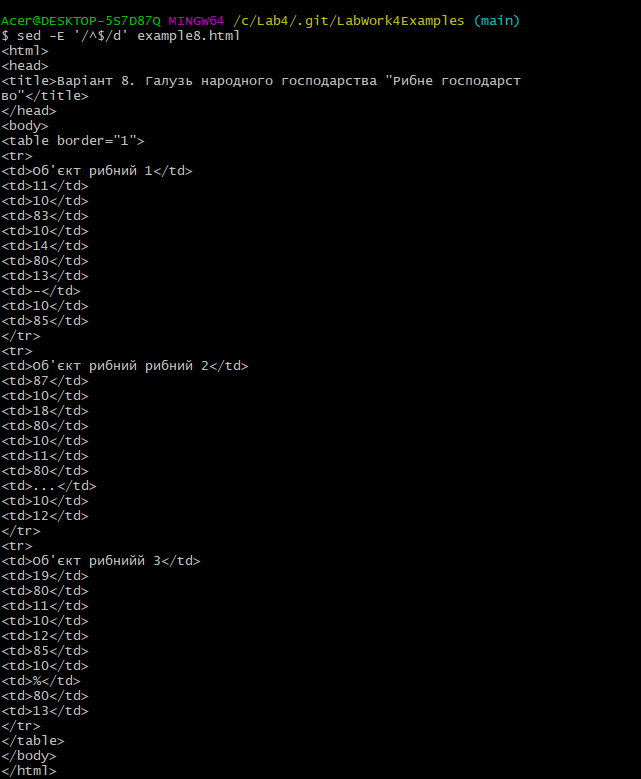 Acer@DESKTOP-5S7D87Q MINGW64 /c/Lab4/.git/LabWork4Examples (main)
$ sed -E '/^$/d' example8.html
<html>
<head>
<title>Варіант 8. Галузь народного господарства "Рибне господарст
во"</title>
</head>
<body>
<table border="1">
<tr>
<td>Об'єкт рибний 1</td>
<td>11</td>
<td>10</td>
<td>83</td>
<td>10</td>
<td>14</td>
<td>80</td>
<td>13</td>
<td>-</td>
<td>10</td>
<td>85</td>
</tr>
<tr>
<td>Об'єкт рибний рибний 2</td>
<td>87</td>
<td>10</td>
<td>18</td>
<td>80</td>
<td>10</td>
<td>11</td>
<td>80</td>
<td>...</td>
<td>10</td>
<td>12</td>
</tr>
<tr>
<td>Об'єкт рибнийй 3</td>
<td>19</td>
<td>80</td>
<td>11</td>
<td>10</td>
<td>12</td>
<td>85</td>
<td>10</td>
<td>%</td>
<td>80</td>
<td>13</td>
</tr>
</table>
</body>
</html>